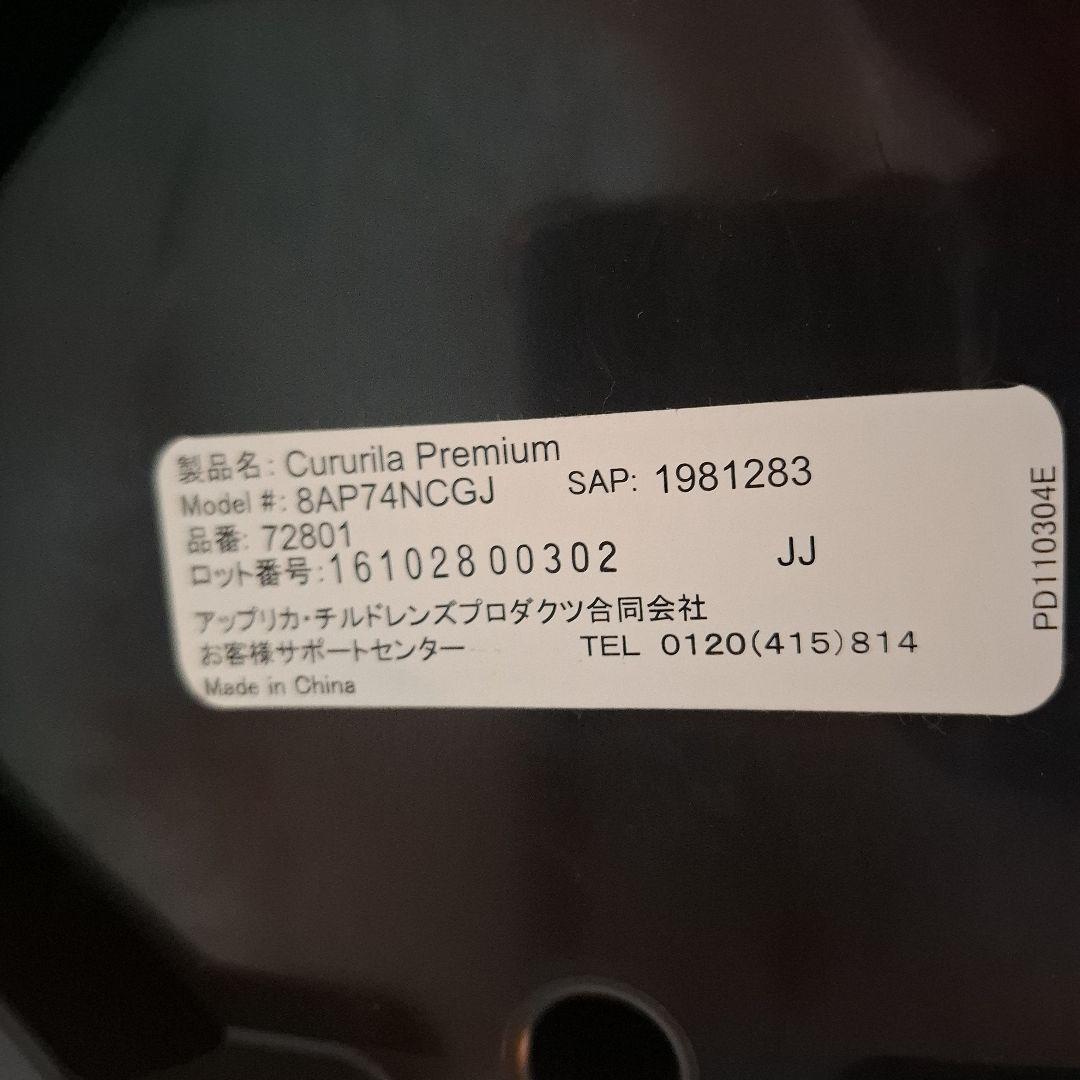 製品名: Cururila Premium
Model #: 8AP74NCGJ SAP: 1981283
品番: 72801
ロット番号:16102800302 JJ
アップリカ・チルドレンズプロダクツ合同会社
お客様サポートセンター TEL 0120(415)814
Made in China
PD110304E